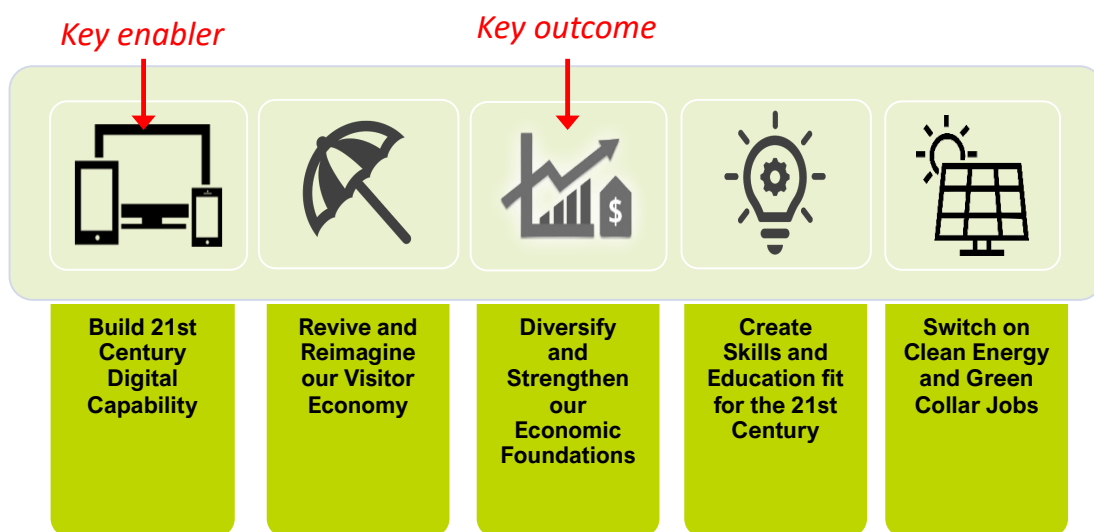 Key enabler
Key outcome
$
Build 21st
Century
Digital
Capability
Revive and
Reimagine
our Visitor
Economy
Diversify
and
Strengthen
our
Economic
Foundations
Create
Skills and
Education fit
for the 21st
Century
Switch on
Clean Energy
and Green
Collar Jobs